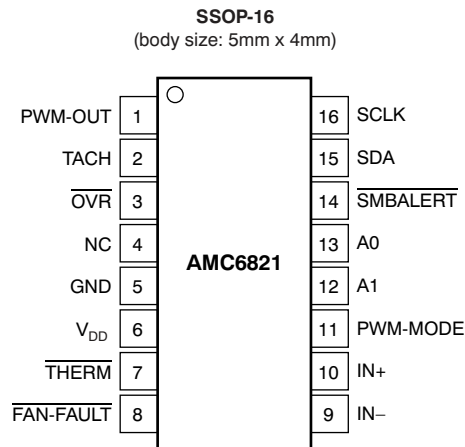 SSOP-16
(body size: 5mm x 4mm)
PWM-OUT 1 16 SCLK
TACH 2 15 SDA
OVR 3 14 SMBALERT
NC 4 13 A0
AMC6821
GND 5 12 A1
VDD 6 11 PWM-MODE
THERM 7 10 IN+
FAN-FAULT 8 9 IN−